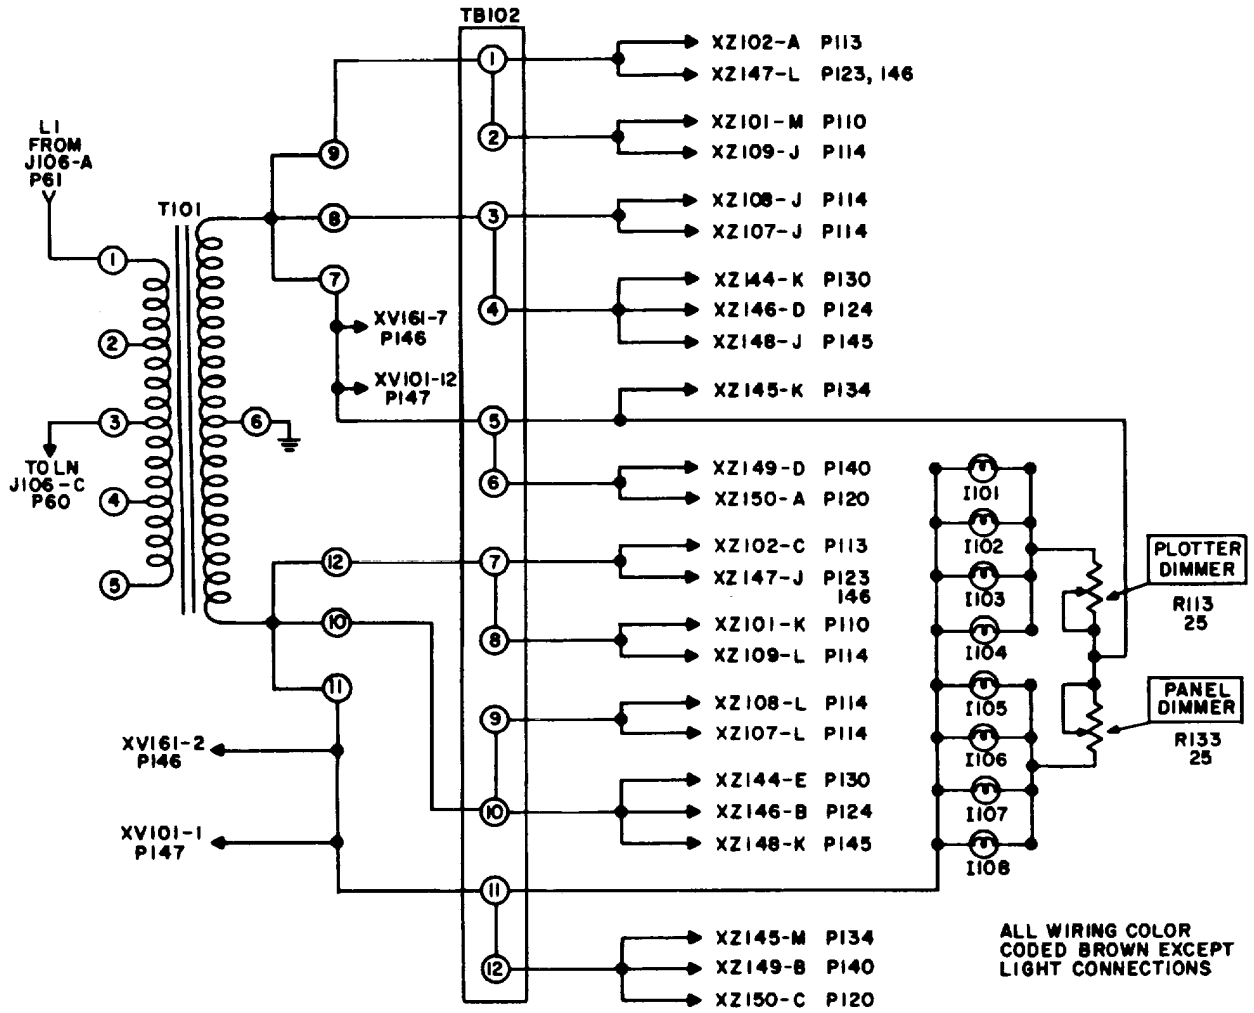 TB102
1
XZ102-A P113
XZ147-L P123, 146
2
XZ101-M P110
XZ109-J P114
L1
FROM
J106-A
P61
9
T101
8
3
XZ108-J P114
XZ107-J P114
1
7
XZ144-K P130
4
XZ146-D P124
XZ148-J P145
XV161-7
P146
2
XV101-12
P147
XZ145-K P134
3
6
5
TO LN
J106-C
P60
4
6
XZ149-D P140
XZ150-A P120
I101
I102
5
12
7
XZ102-C P113
XZ147-J P123
146
I103
PLOTTER
DIMMER
R113
25
10
8
XZ101-K P110
XZ109-L P114
I104
11
I105
PANEL
DIMMER
9
XZ108-L P114
XZ107-L P114
I106
R133
25
XV161-2
P146
10
XZ144-E P130
XZ146-B P124
XZ148-K P145
I107
XV101-1
P147
I108
11
XZ145-M P134
12
XZ149-B P140
XZ150-C P120
ALL WIRING COLOR
CODED BROWN EXCEPT
LIGHT CONNECTIONS